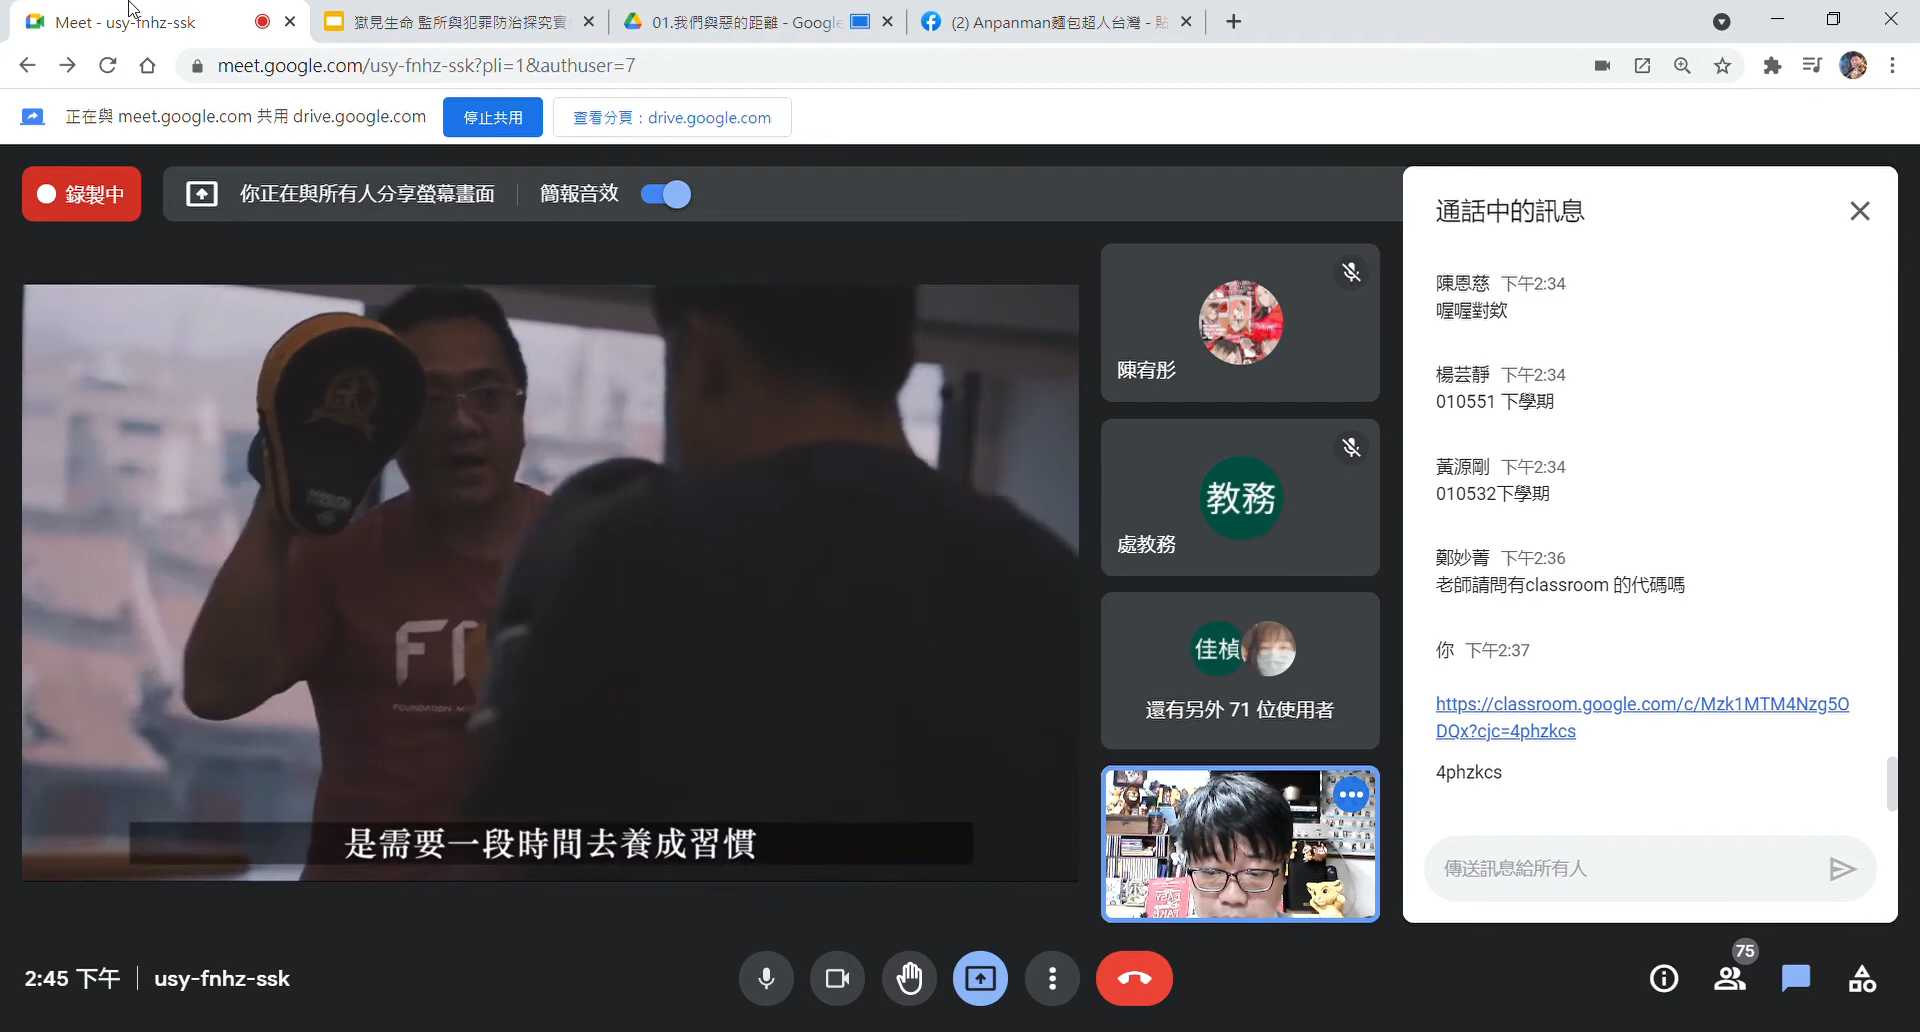 Meet - usy-fnhz-ssk
獄見生命 監所與犯罪防治探究實
01.我們與惡的距離 - Google
(2) Anpanman麵包超人台灣 - 貼
meet.google.com/usy-fnhz-ssk?pli=1&authuser=7
正在與 meet.google.com 共用 drive.google.com
停止共用
查看分頁：drive.google.com
錄製中
你正在與所有人分享螢幕畫面
簡報音效
是需要一段時間去養成習慣
陳宥彤
教務
處教務
佳楨
還有另外 71 位使用者
通話中的訊息
陳恩慈 下午2:34
喔喔對欸
楊芸靜 下午2:34
010551 下學期
黃源剛 下午2:34
010532下學期
鄭妙菁 下午2:36
老師請問有classroom 的代碼嗎
你 下午2:37
https://classroom.google.com/c/Mzk1MTM4Nzg5O
DQx?cjc=4phzkcs
4phzkcs
傳送訊息給所有人
2:45 下午
usy-fnhz-ssk
75